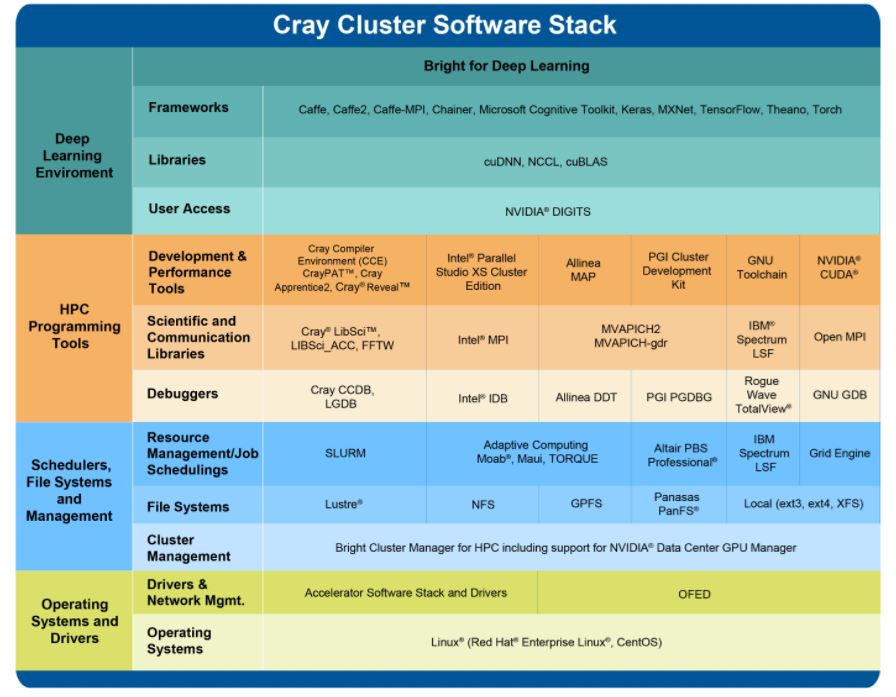 Cray Cluster Software Stack
Deep
Learning
Enviroment
Bright for Deep Learning
Frameworks
Caffe, Caffe2, Caffe-MPI, Chainer, Microsoft Cognitive Toolkit, Keras, MXNet, TensorFlow, Theano, Torch
Libraries
cuDNN, NCCL, cuBLAS
User Access
NVIDIA® DIGITS
HPC
Programming
Tools
Development &
Performance
Tools
Cray Compiler
Environment (CCE)
CrayPAT™, Cray
Apprentice2, Cray® Reveal™
Intel® Parallel
Studio XS Cluster
Edition
Allinea
MAP
PGI Cluster
Development
Kit
GNU
Toolchain
NVIDIA®
CUDA®
Scientific and
Communication
Libraries
Cray® LibSci™,
LIBSci_ACC, FFTW
Intel® MPI
MVAPICH2
MVAPICH-gdr
IBM®
Spectrum
LSF
Open MPI
Debuggers
Cray CCDB,
LGDB
Intel® IDB
Allinea DDT
PGI PGDBG
Rogue
Wave
TotalView®
GNU GDB
Schedulers,
File Systems
and
Management
Resource
Management/Job
Schedulings
SLURM
Adaptive Computing
Moab®, Maui, TORQUE
Altair PBS
Professional®
IBM
Spectrum
LSF
Grid Engine
File Systems
Lustre®
NFS
GPFS
Panasas
PanFS®
Local (ext3, ext4, XFS)
Cluster
Management
Bright Cluster Manager for HPC including support for NVIDIA® Data Center GPU Manager
Operating
Systems and
Drivers
Drivers &
Network Mgmt.
Accelerator Software Stack and Drivers
OFED
Operating
Systems
Linux® (Red Hat® Enterprise Linux®, CentOS)